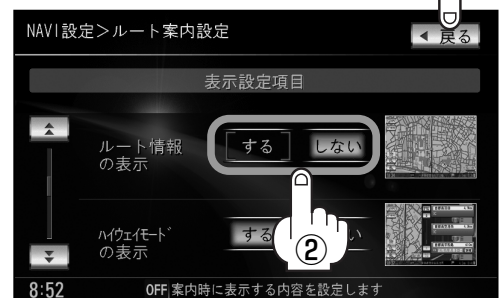 NAVI設定＞ルート案内設定
戻る
表示設定項目
ルート情報
の表示
する
しない
ハイウェイモード
の表示
する
い
②
8:52
OFF 案内時に表示する内容を設定します